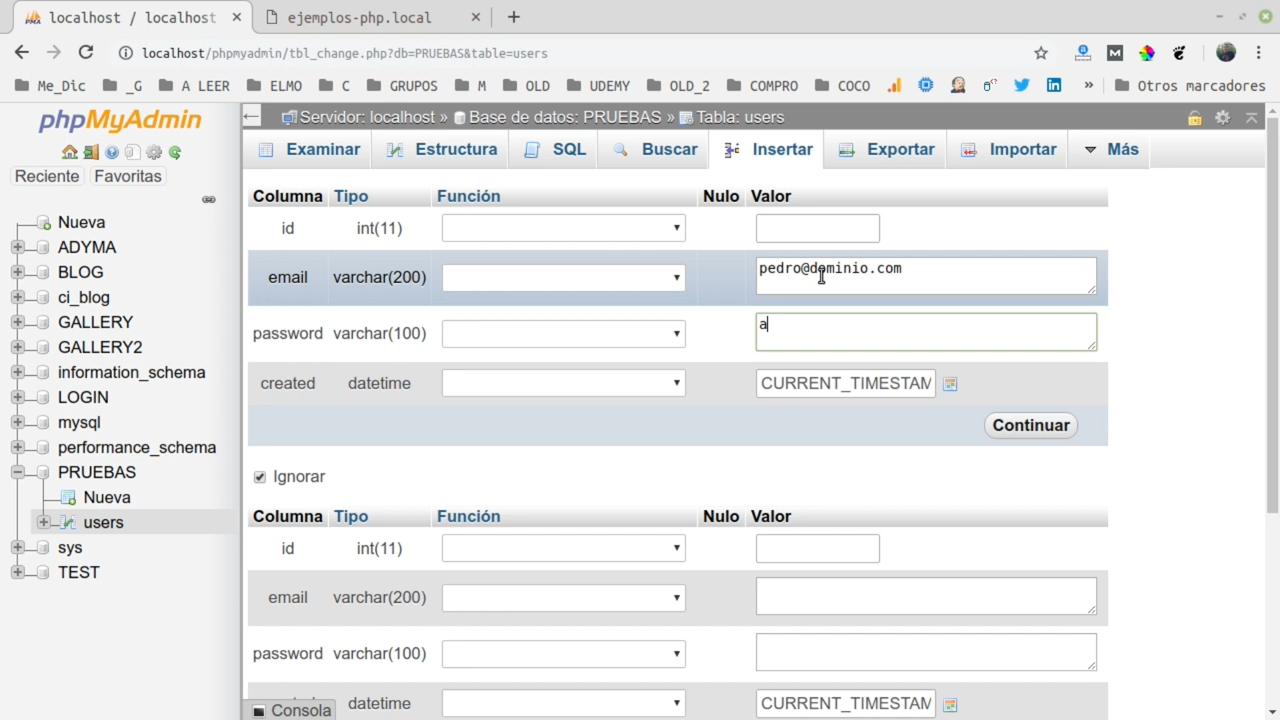 localhost / localhost
ejemplos-php.local
localhost/phpmyadmin/tbl_change.php?db=PRUEBAS&table=users
Me_Dic _G A LEER ELMO C GRUPOS M OLD UDEMY OLD_2 COMPRO COCO » Otros marcadores
phpMyAdmin
Reciente Favoritas
Nueva
ADYMA
BLOG
ci_blog
GALLERY
GALLERY2
information_schema
LOGIN
mysql
performance_schema
PRUEBAS
Nueva
users
sys
TEST
Servidor: localhost » Base de datos: PRUEBAS » Tabla: users
Examinar Estructura SQL Buscar Insertar Exportar Importar Más
Columna Tipo Función Nulo Valor
id int(11)
email varchar(200) pedro@dominio.com
password varchar(100) a
created datetime CURRENT_TIMESTAM
Continuar
Ignorar
Columna Tipo Función Nulo Valor
id int(11)
email varchar(200)
password varchar(100)
datetime CURRENT_TIMESTAM
Consola